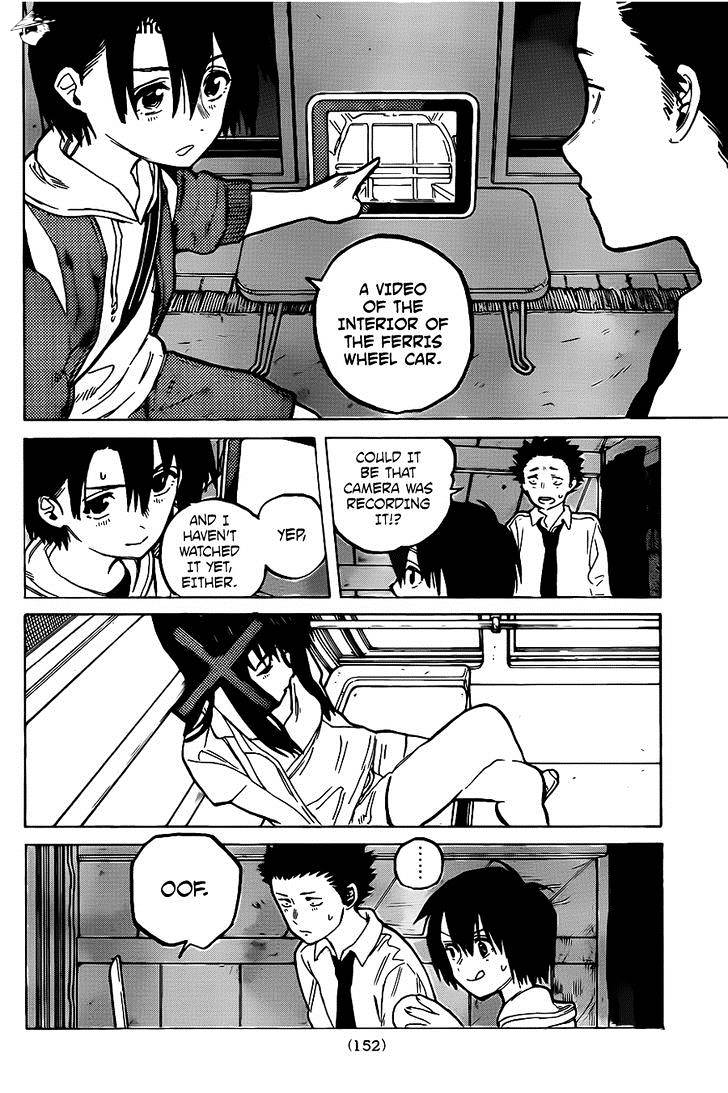 A VIDEO
OF THE
INTERIOR OF
THE FERRIS
WHEEL CAR.
COULD
IT BE THAT
CAMERA WAS
RECORDING
IT!?
YEP,
AND I
HAVEN'T
WATCHED
IT YET,
EITHER.
......
OOF.
(152)